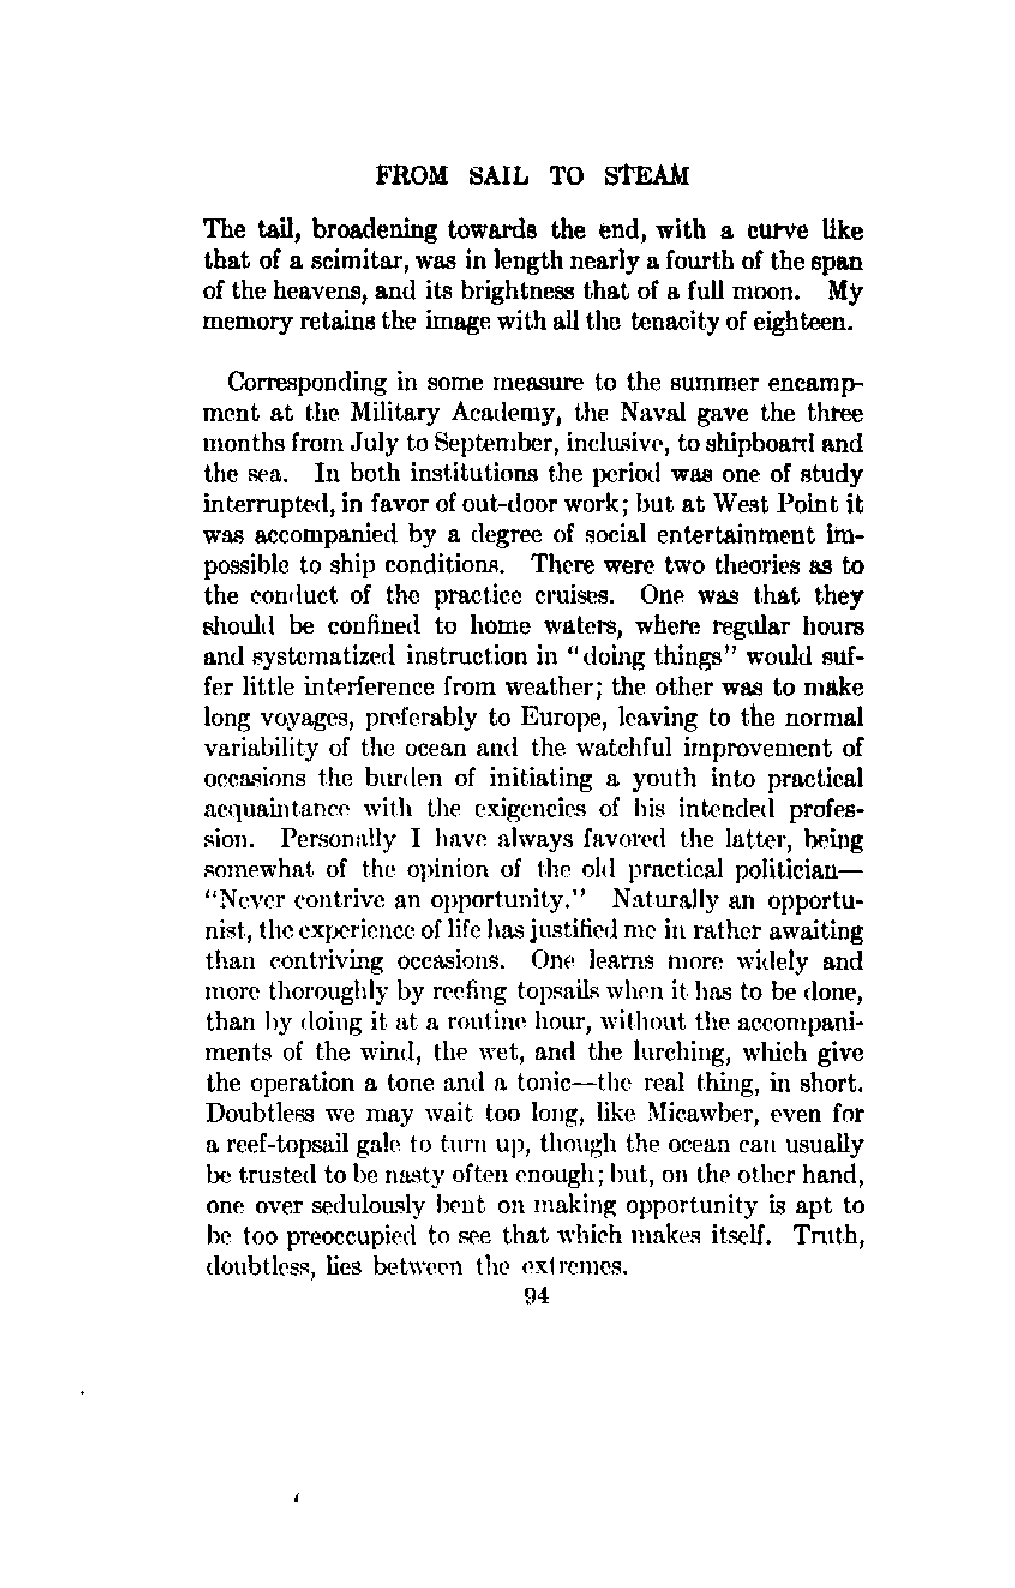 FROM SAIL TO STEAM
The tail, broadening towards the end, with a curve like
that of a scimitar, was in length nearly a fourth of the span
of the heavens, and its brightness that of a full moon. My
memory retains the image with all the tenacity of eighteen.
Corresponding in some measure to the summer encamp-
ment at the Military Academy, the Naval gave the three
months from July to September, inclusive, to shipboard and
the sea. In both institutions the period was one of study
interrupted, in favor of out-door work; but at West Point it
was accompanied by a degree of social entertainment im-
possible to ship conditions. There were two theories as to
the conduct of the practice cruises. One was that they
should be confined to home waters, where regular hours
and systematized instruction in "doing things" would suf-
fer little interference from weather; the other was to make
long voyages, preferably to Europe, leaving to the normal
variability of the ocean and the watchful improvement of
occasions the burden of initiating a youth into practical
acquaintance with the exigencies of his intended profes-
sion. Personally I have always favored the latter, being
somewhat of the opinion of the old practical politician—
"Never contrive an opportunity." Naturally an opportu-
nist, the experience of life has justified me in rather awaiting
than contriving occasions. One learns more widely and
more thoroughly by reefing topsails when it has to be done,
than by doing it at a routine hour, without the accompani-
ments of the wind, the wet, and the lurching, which give
the operation a tone and a tonic—the real thing, in short.
Doubtless we may wait too long, like Micawber, even for
a reef-topsail gale to turn up, though the ocean can usually
be trusted to be nasty often enough; but, on the other hand,
one over sedulously bent on making opportunity is apt to
be too preoccupied to see that which makes itself. Truth,
doubtless, lies between the extremes.
94